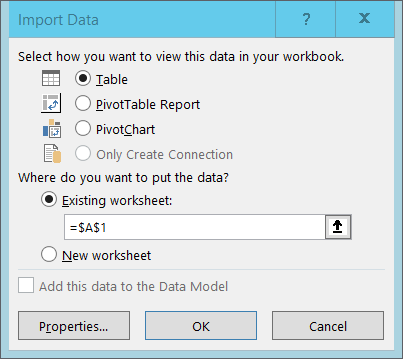 Import Data ? x
Select how you want to view this data in your workbook.
Table
PivotTable Report
PivotChart
Only Create Connection
Where do you want to put the data?
Existing worksheet:
=$A$1
New worksheet
Add this data to the Data Model
Properties... OK Cancel